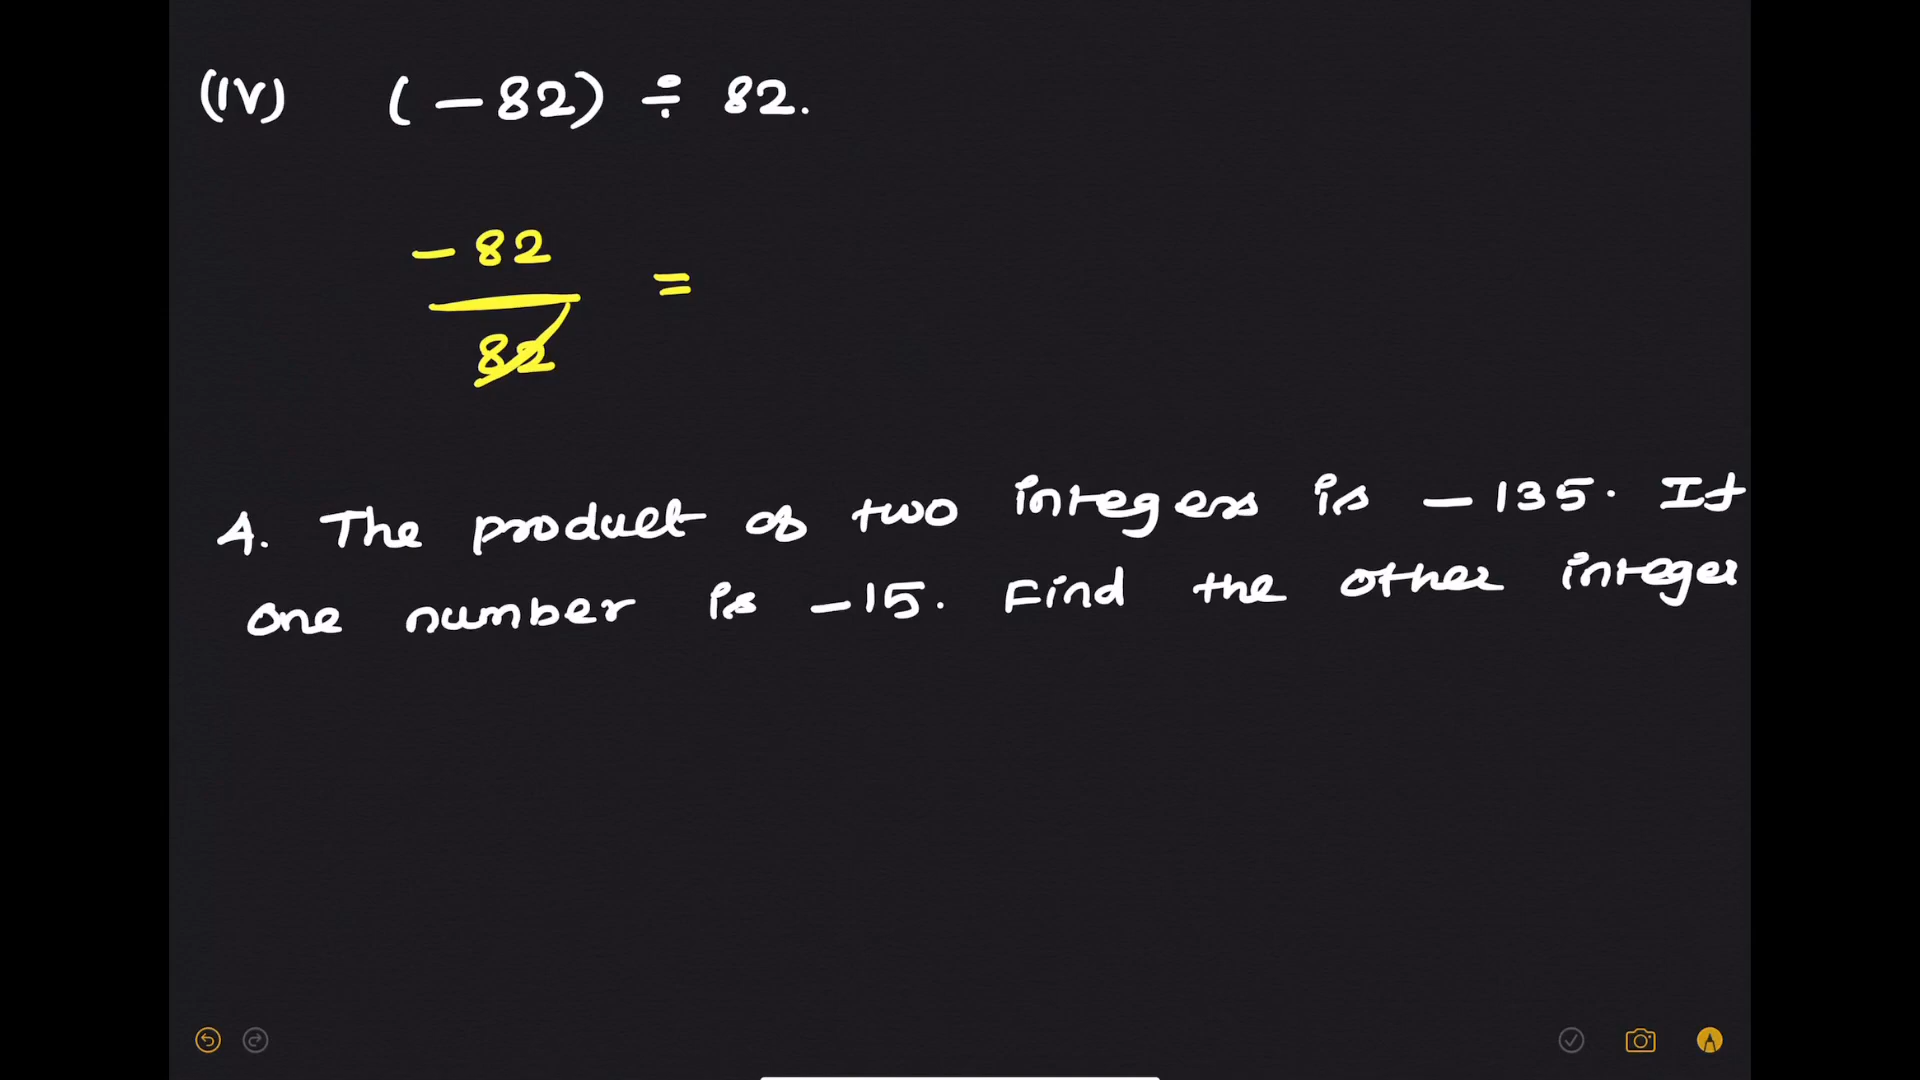 (IV) (-82) ÷ 82.
-82
=
82
4. The product of two integers is -135. If
one number is -15. Find the other integer